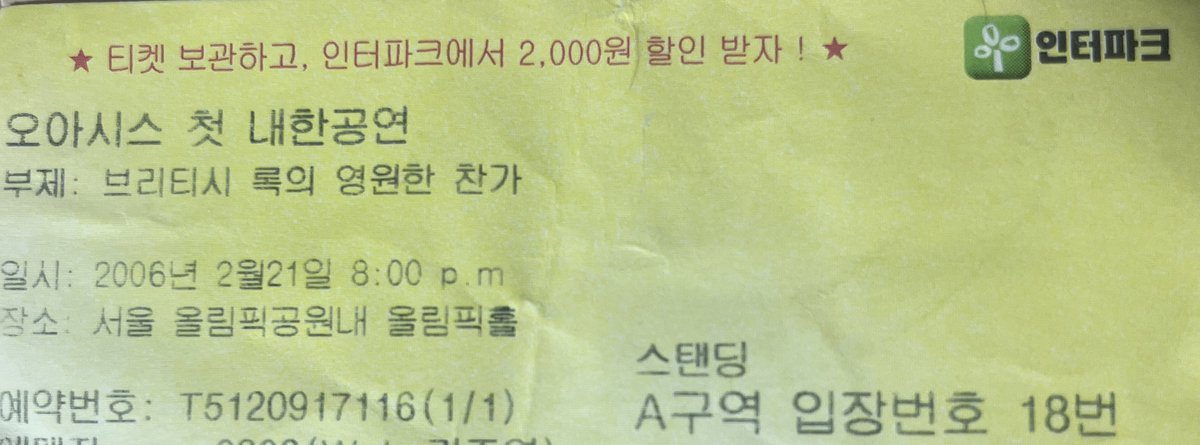 ★ 티켓 보관하고, 인터파크에서 2,000원 할인 받자 ! ★
인터파크
오아시스 첫 내한공연
부제: 브리티시 록의 영원한 찬가
일시: 2006년 2월21일 8:00 p.m
장소: 서울 올림픽공원내 올림픽홀
스탠딩
예약번호: T5120917116(1/1)
A구역 입장번호 18번